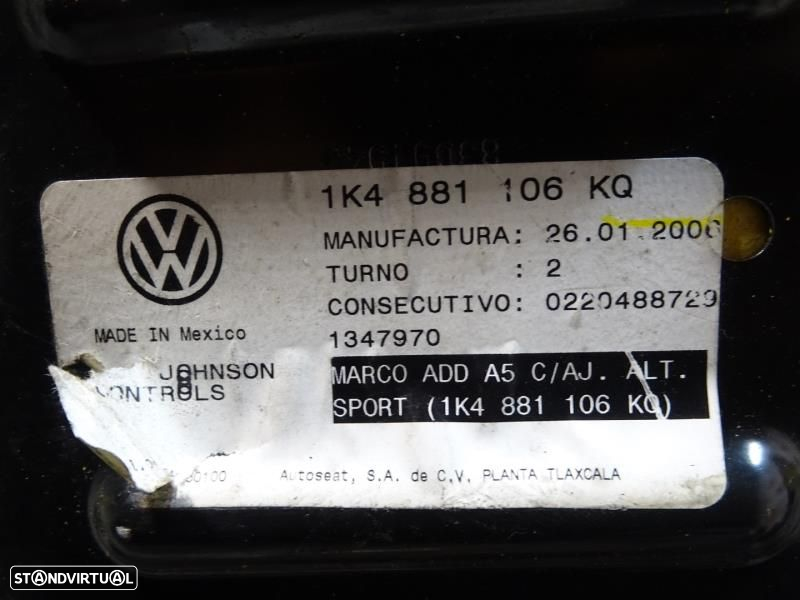 1K4 881 106 KQ
MANUFACTURA: 26.01.2006
TURNO : 2
CONSECUTIVO: 0220488729
MADE IN Mexico
1347970
JOHNSON
CONTROLS
MARCO ADD A5 C/AJ. ALT.
SPORT (1K4 881 106 KQ)
Autoseat, S.A. de C.V. PLANTA TLAXCALA
STANDVIRTUAL